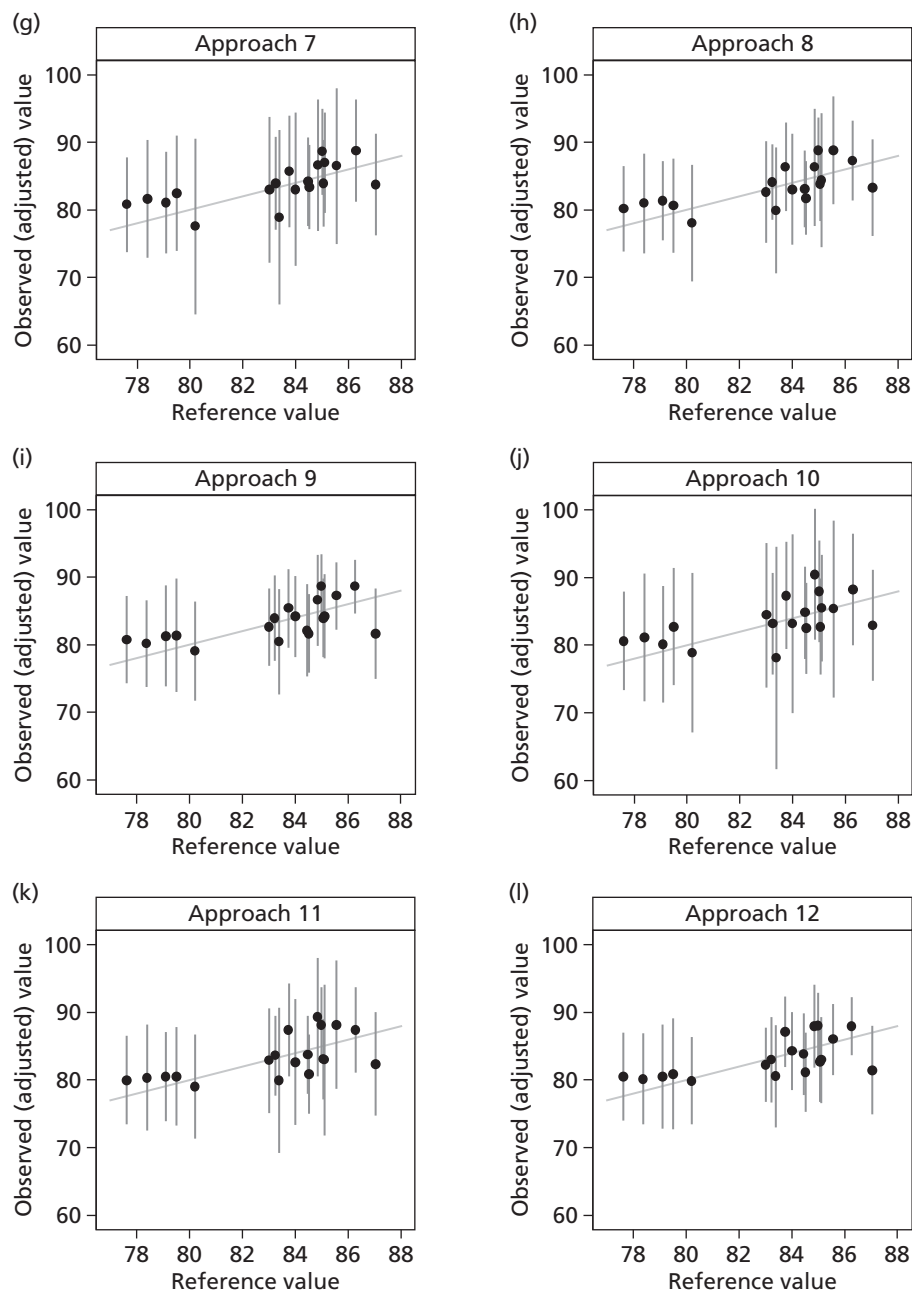 (g)
Approach 7
100
90
80
70
60
Observed (adjusted) value
78 80 82 84 86 88
Reference value
(h)
Approach 8
100
90
80
70
60
Observed (adjusted) value
78 80 82 84 86 88
Reference value
(i)
Approach 9
100
90
80
70
60
Observed (adjusted) value
78 80 82 84 86 88
Reference value
(j)
Approach 10
100
90
80
70
60
Observed (adjusted) value
78 80 82 84 86 88
Reference value
(k)
Approach 11
100
90
80
70
60
Observed (adjusted) value
78 80 82 84 86 88
Reference value
(l)
Approach 12
100
90
80
70
60
Observed (adjusted) value
78 80 82 84 86 88
Reference value